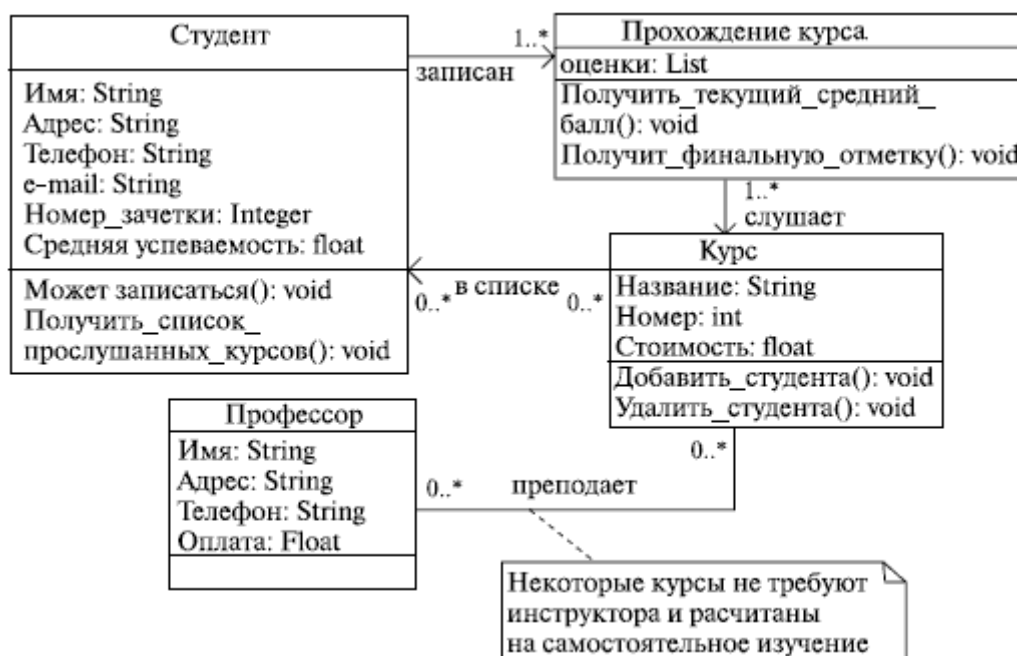 Студент
Имя: String
Адрес: String
Телефон: String
e-mail: String
Номер_зачетки: Integer
Средняя успеваемость: float
Может записаться(): void
Получить_список_
прослушанных_курсов(): void
1..*
записан
Прохождение курса
оценки: List
Получить_текущий_средний_
балл(): void
Получит_финальную_отметку(): void
1..*
слушает
Курс
Название: String
Номер: int
Стоимость: float
Добавить_студента(): void
Удалить_студента(): void
0..*
в списке
0..*
Профессор
Имя: String
Адрес: String
Телефон: String
Оплата: Float
0..*
преподает
0..*
Некоторые курсы не требуют
инструктора и расчитаны
на самостоятельное изучение